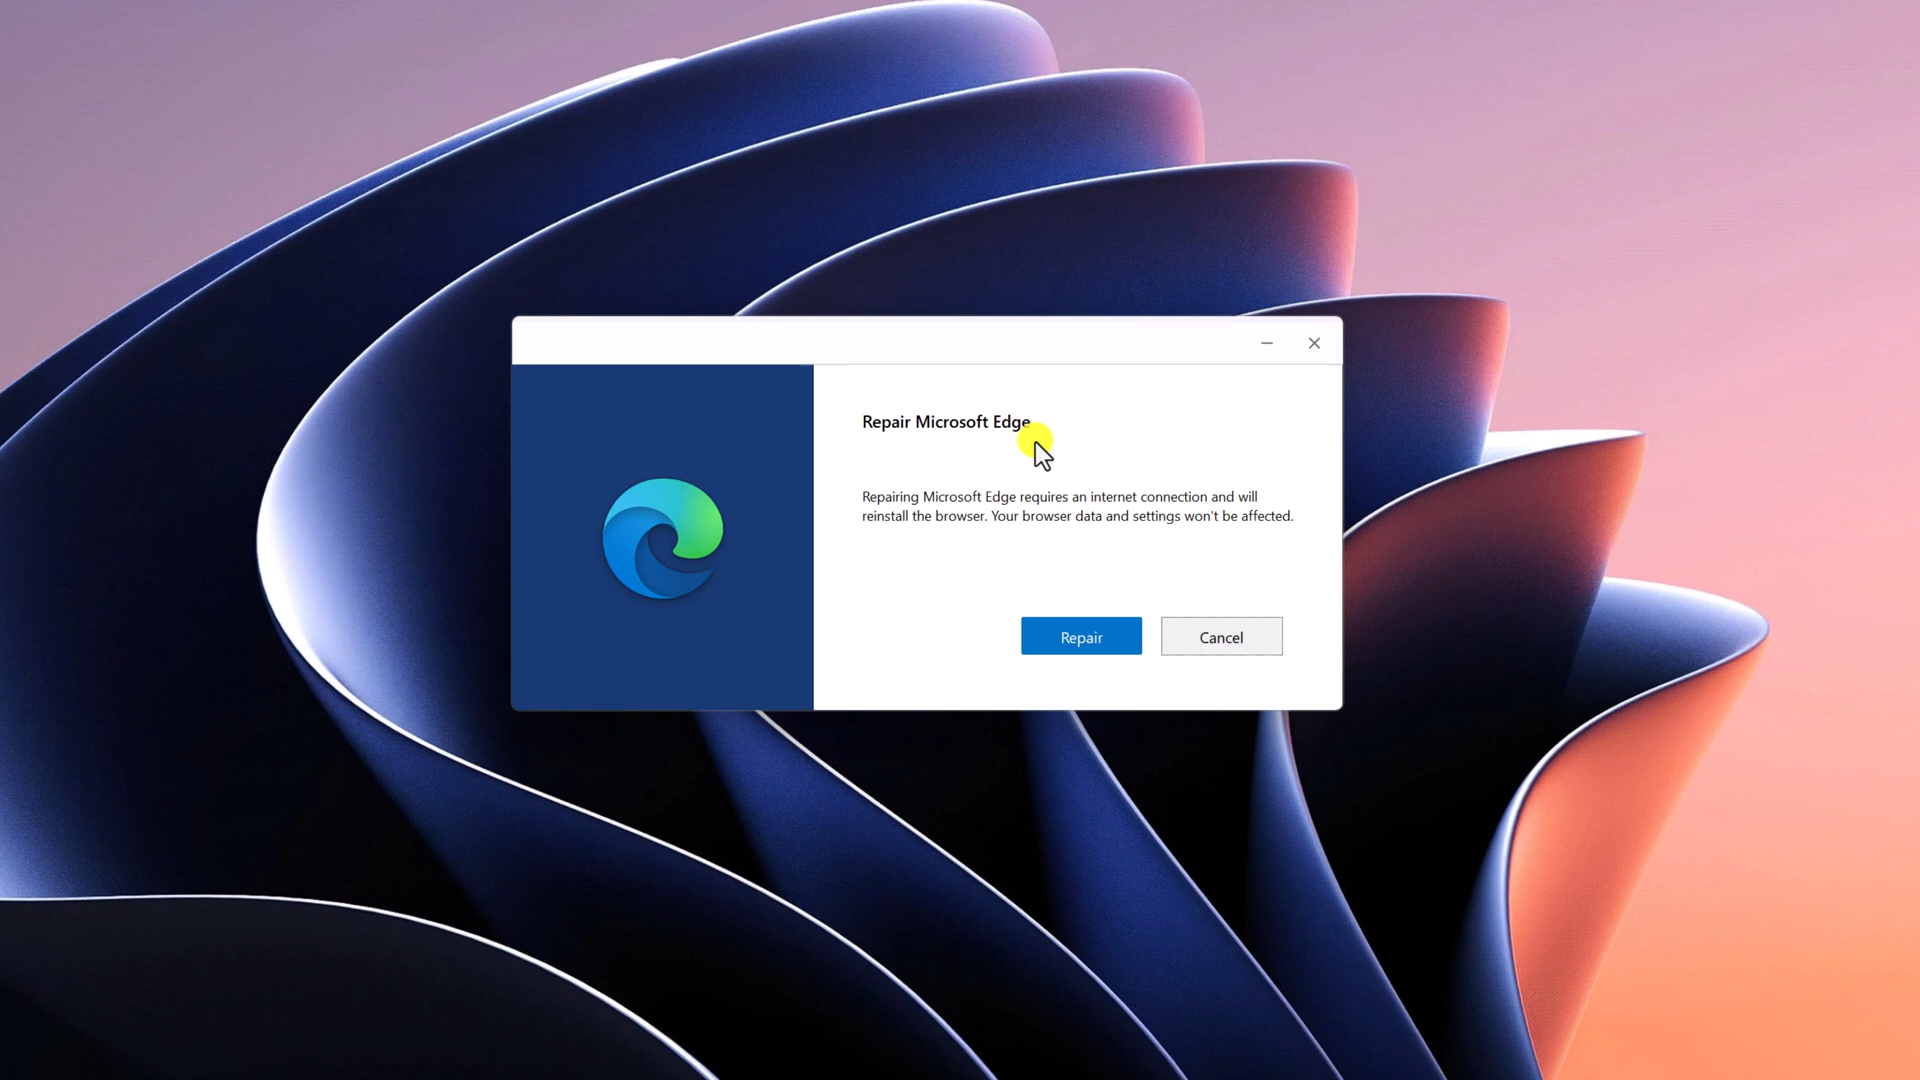 Repair Microsoft Edge
Repairing Microsoft Edge requires an internet connection and will
reinstall the browser. Your browser data and settings won't be affected.
Repair
Cancel